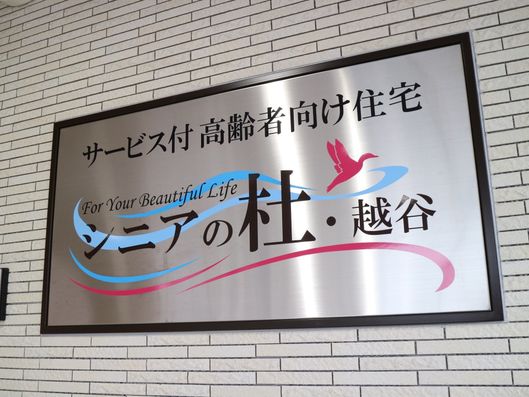 サービス付 高齢者向け住宅
For Your Beautiful Life
シニアの杜・越谷